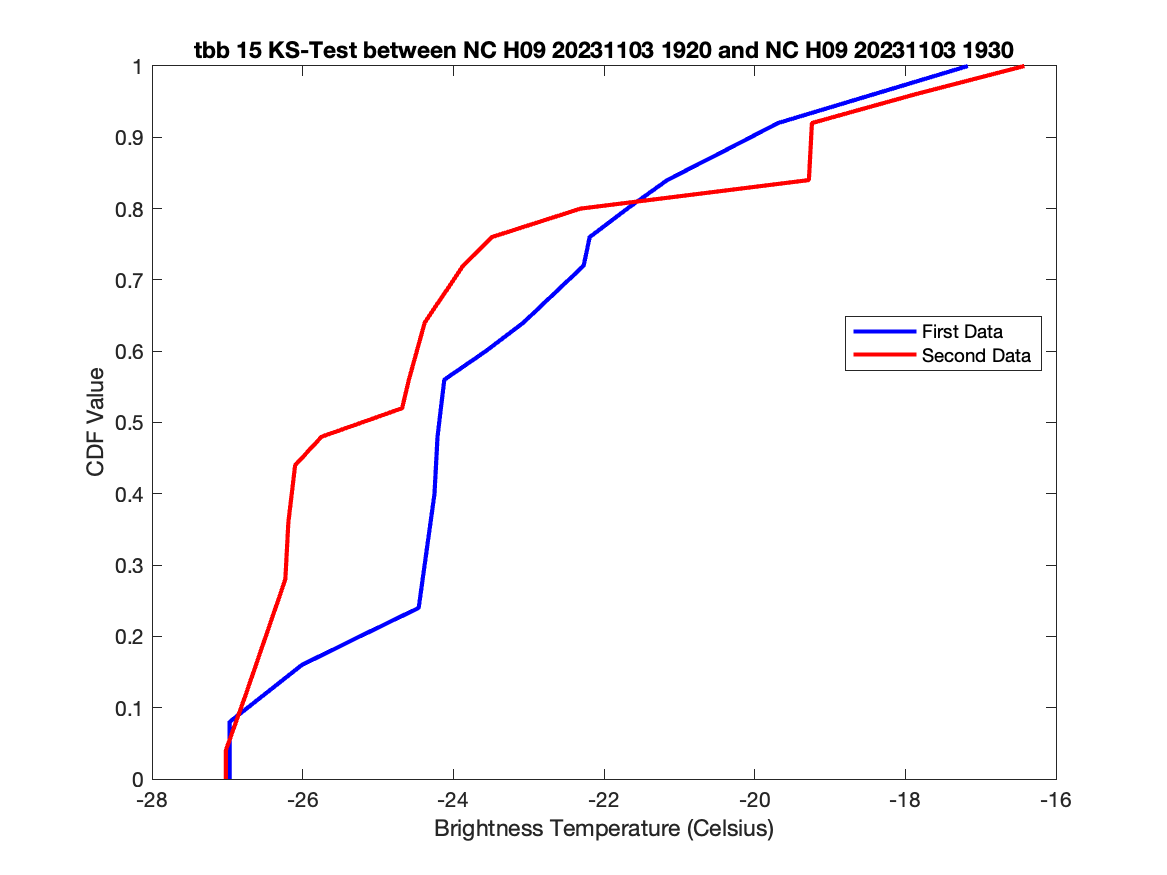 tbb 15 KS-Test between NC H09 20231103 1920 and NC H09 20231103 1930
1
0.9
0.8
0.7
0.6
0.5
0.4
0.3
0.2
0.1
0
CDF Value
First Data
Second Data
-28 -26 -24 -22 -20 -18 -16
Brightness Temperature (Celsius)